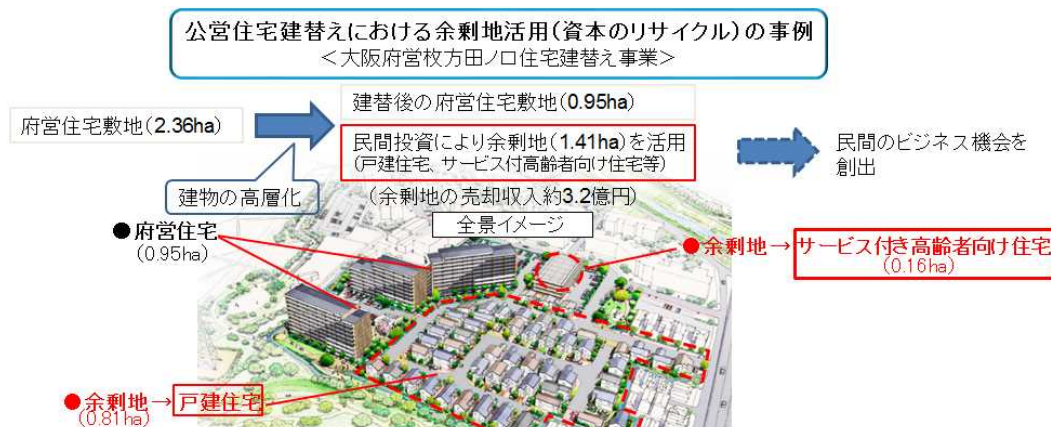 公営住宅建替えにおける余剰地活用(資本のリサイクル)の事例
<大阪府営枚方田ノ口住宅建替え事業>
府営住宅敷地(2.36ha)
建替後の府営住宅敷地(0.95ha)
民間投資により余剰地(1.41ha)を活用
(戸建住宅、サービス付高齢者向け住宅等)
(余剰地の売却収入約3.2億円)
民間のビジネス機会を
創出
建物の高層化
全景イメージ
●府営住宅
(0.95ha)
●余剰地→サービス付き高齢者向け住宅
(0.16ha)
●余剰地→戸建住宅
(0.81ha)